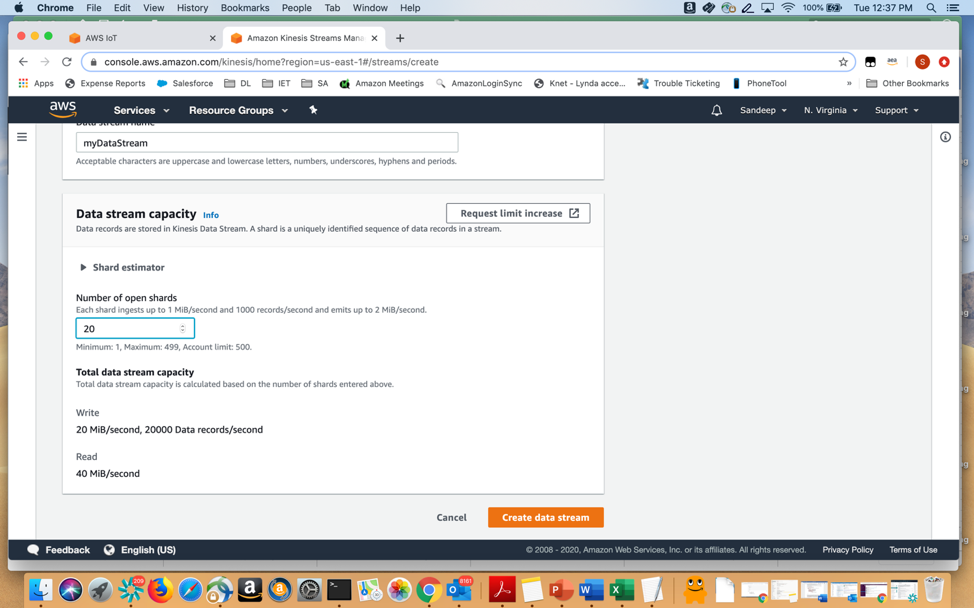 Chrome File Edit View History Bookmarks People Tab Window Help 100% Tue 12:37 PM
AWS IoT
Amazon Kinesis Streams Mana
console.aws.amazon.com/kinesis/home?region=us-east-1#/streams/create
Apps Expense Reports Salesforce DL IET SA Amazon Meetings AmazonLoginSync Knet - Lynda acce... Trouble Ticketing PhoneTool » Other Bookmarks
aws Services Resource Groups Sandeep N. Virginia Support
Data stream name
myDataStream
Acceptable characters are uppercase and lowercase letters, numbers, underscores, hyphens and periods.
Data stream capacity Info
Request limit increase
Data records are stored in Kinesis Data Stream. A shard is a uniquely identified sequence of data records in a stream.
Shard estimator
Number of open shards
Each shard ingests up to 1 MiB/second and 1000 records/second and emits up to 2 MiB/second.
20
Minimum: 1, Maximum: 499, Account limit: 500.
Total data stream capacity
Total data stream capacity is calculated based on the number of shards entered above.
Write
20 MiB/second, 20000 Data records/second
Read
40 MiB/second
Cancel Create data stream
Feedback English (US) © 2008 - 2020, Amazon Web Services, Inc. or its affiliates. All rights reserved. Privacy Policy Terms of Use
209
8161